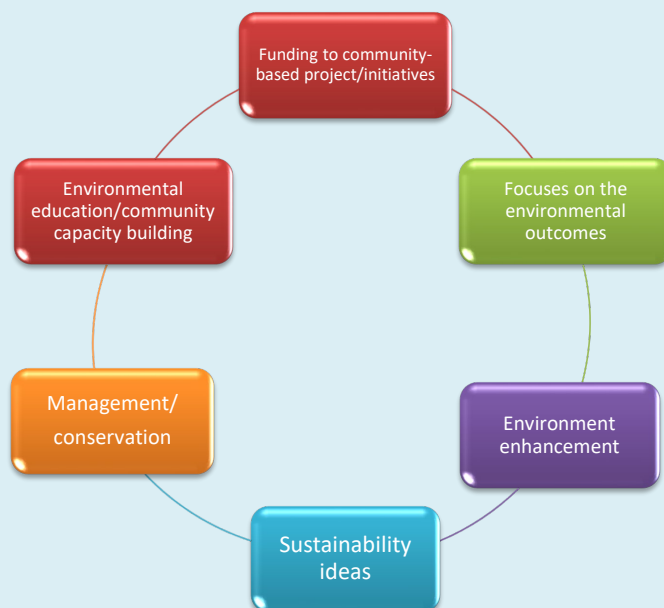 Funding to community-
based project/initiatives
Focuses on the
environmental
outcomes
Environment
enhancement
Sustainability
ideas
Management/
conservation
Environmental
education/community
capacity building